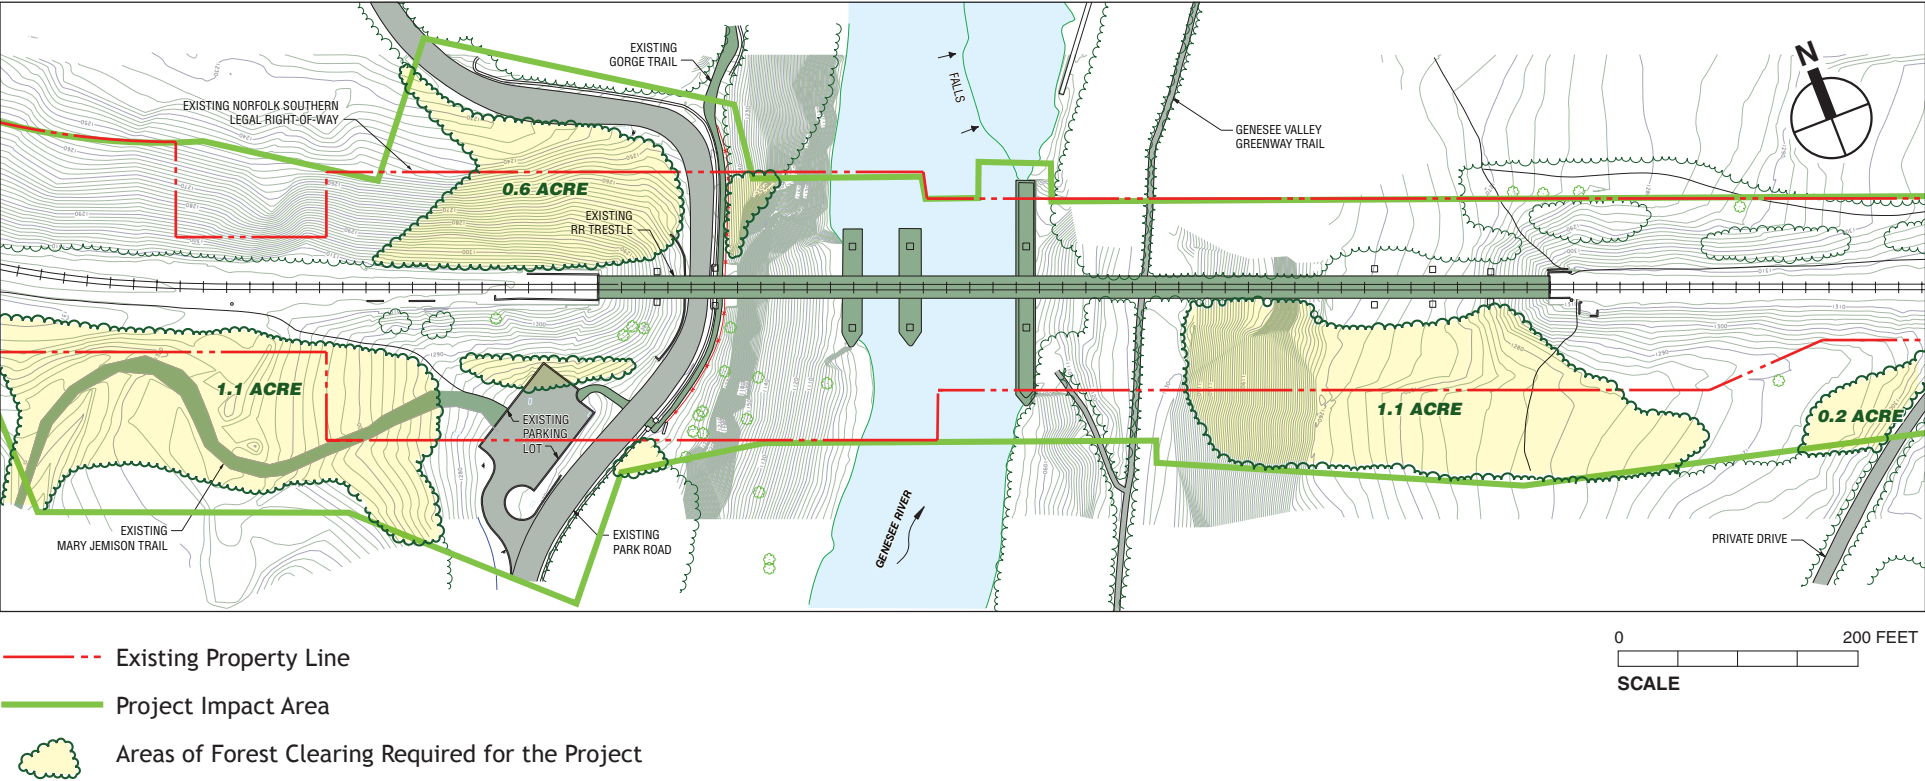 EXISTING
GORGE TRAIL
FALLS
N
EXISTING NORFOLK SOUTHERN
LEGAL RIGHT-OF-WAY
GENESEE VALLEY
GREENWAY TRAIL
0.6 ACRE
EXISTING
RR TRESTLE
1.1 ACRE
EXISTING
PARKING
LOT
1.1 ACRE
0.2 ACRE
EXISTING
MARY JEMISON TRAIL
EXISTING
PARK ROAD
GENESEE RIVER
PRIVATE DRIVE
Existing Property Line
Project Impact Area
Areas of Forest Clearing Required for the Project
0 200 FEET
SCALE